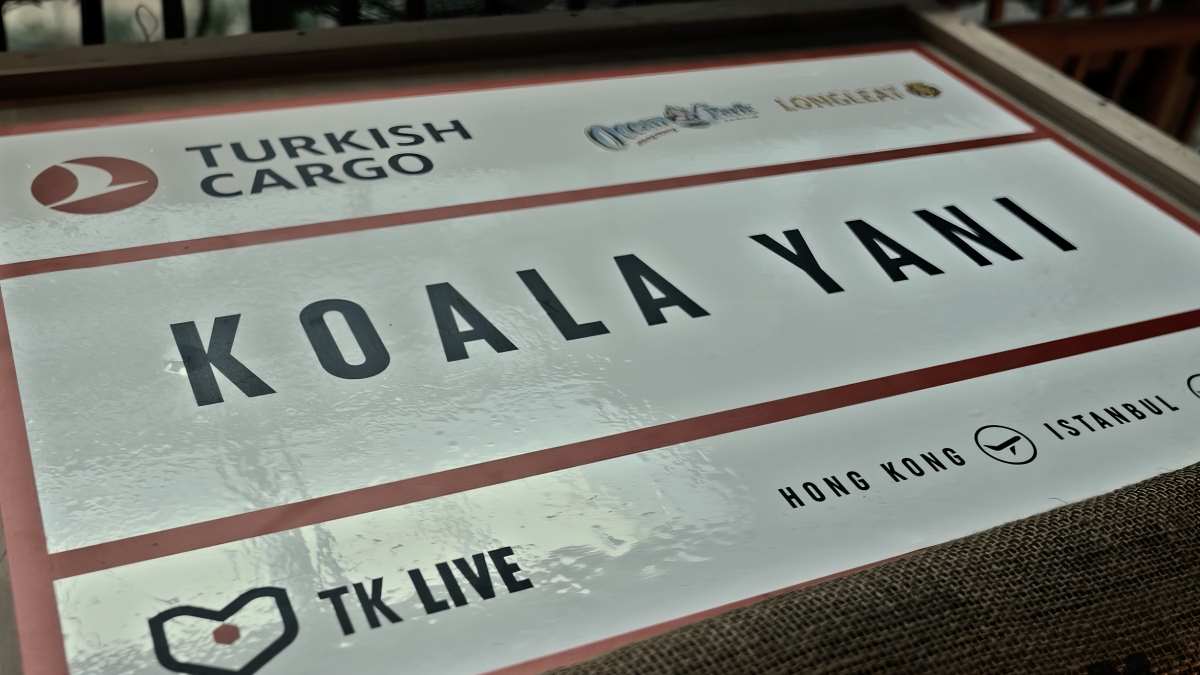 TURKISH
CARGO
Ocean Park
LONGLEAT
KOALA YANI
TK LIVE
HONG KONG ISTANBUL